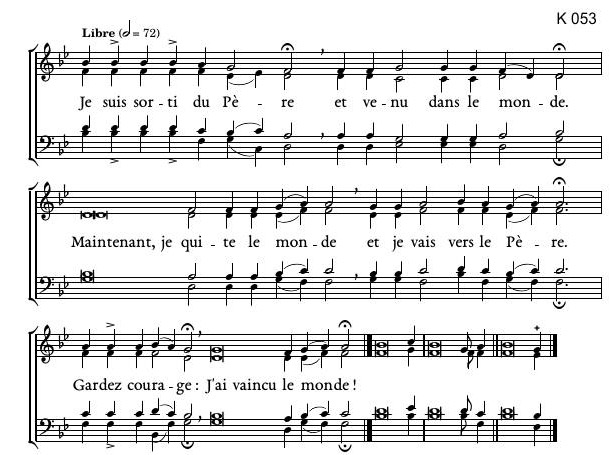 K 053
Libre (𝅗𝅥 = 72)
Je suis sor - ti du Pè - re et ve - nu dans le mon - de.
Maintenant, je qui - te le mon - de et je vais vers le Pè - re.
Gardez coura - ge : J'ai vaincu le monde !